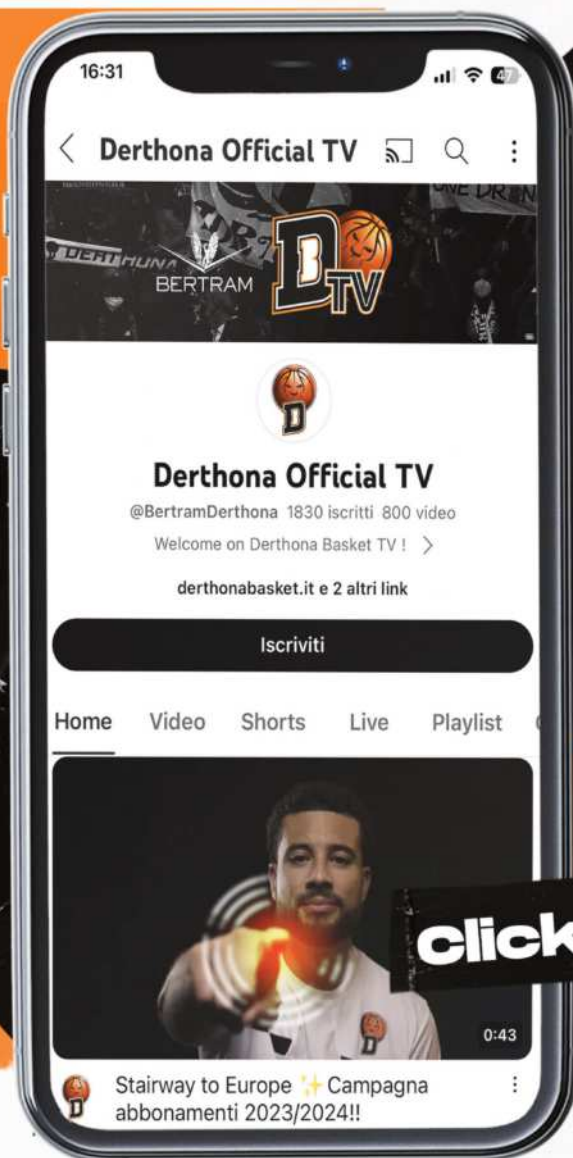 16:31
47
Derthona Official TV
DERTHONA
BERTRAM
D TV
D
Derthona Official TV
@BertramDerthona 1830 iscritti 800 video
Welcome on Derthona Basket TV ! >
derthonabasket.it e 2 altri link
Iscriviti
Home Video Shorts Live Playlist
click
0:43
Stairway to Europe ✨ Campagna
abbonamenti 2023/2024!!